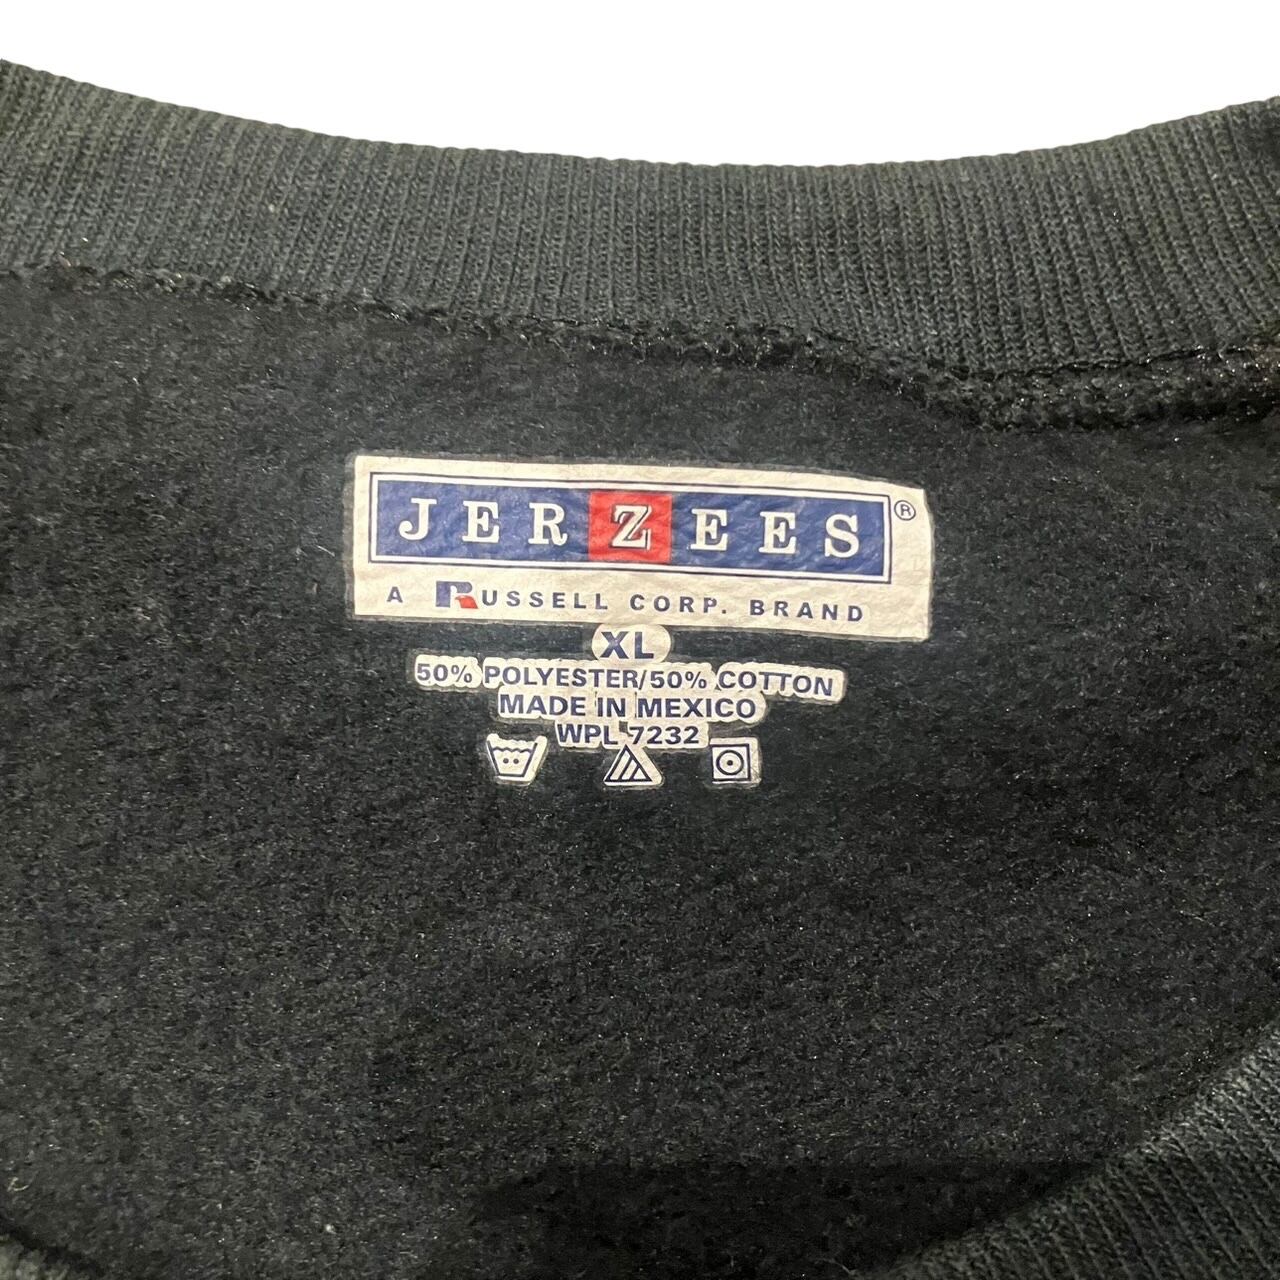 JERZEES®
A RUSSELL CORP. BRAND
XL
50% POLYESTER/50% COTTON
MADE IN MEXICO
WPL 7232